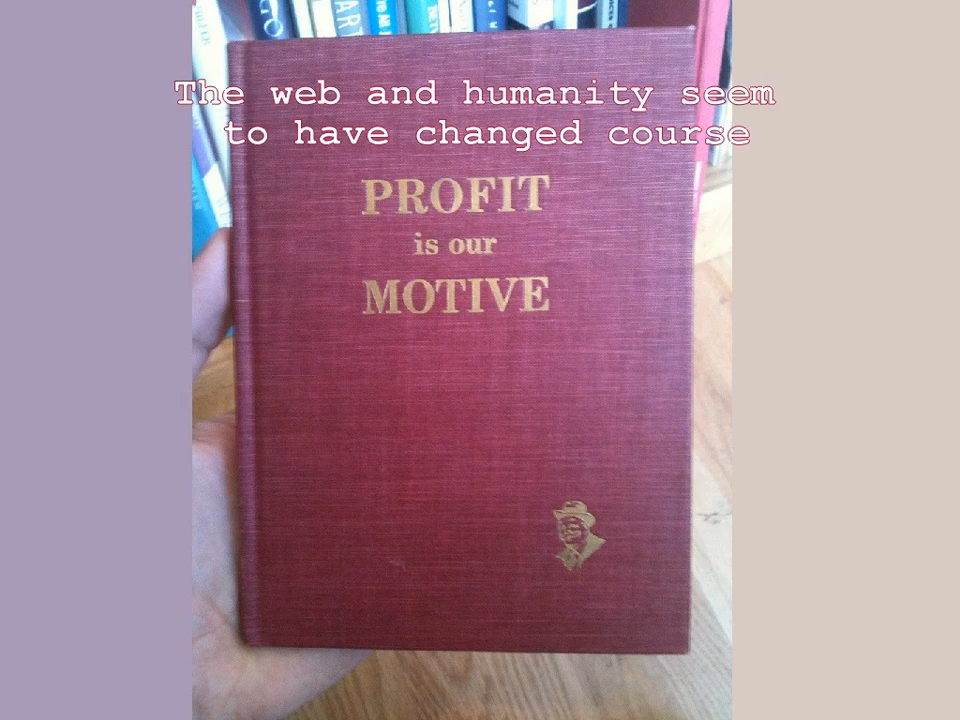 The web and humanity seem
to have changed course
PROFIT
is our
MOTIVE